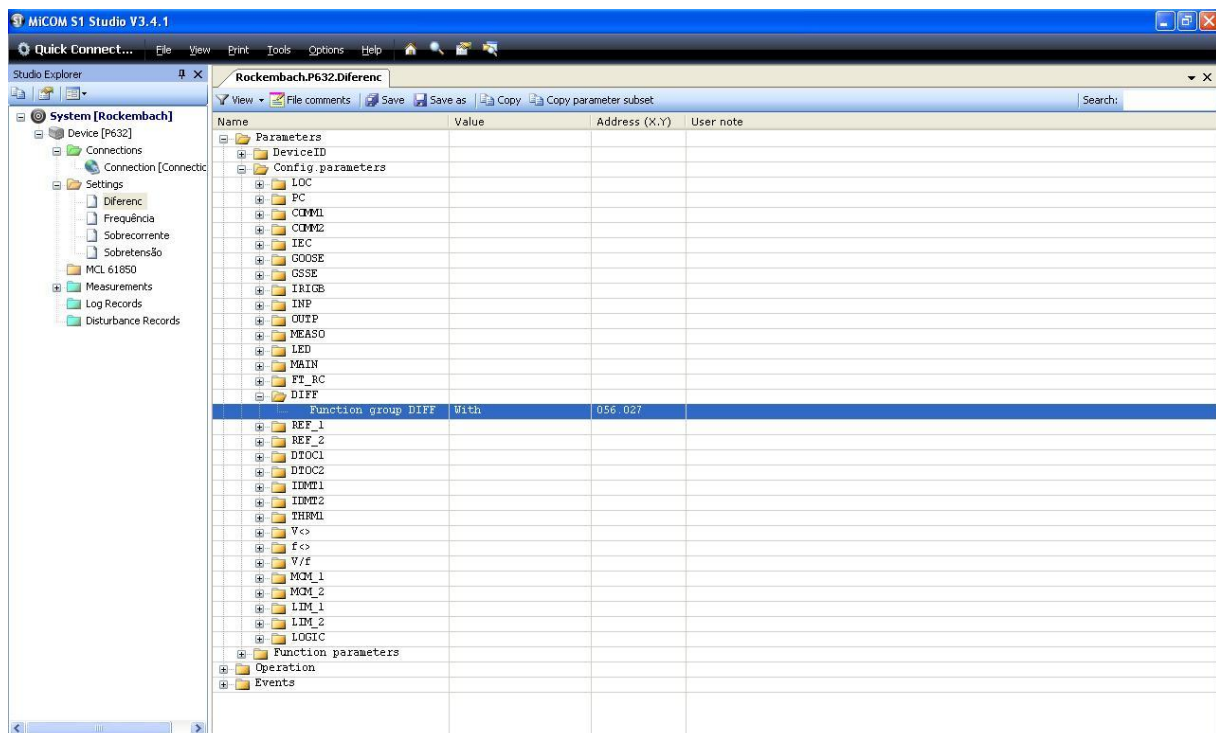 MiCOM S1 Studio V3.4.1
Quick Connect... File View Print Tools Options Help
Studio Explorer
System [Rockembach]
Device [P632]
Connections
Connection [Connectic
Settings
Diferenc
Frequência
Sobrecorrente
Sobretensão
MCL 61850
Measurements
Log Records
Disturbance Records
Rockembach.P632.Diferenc
View File comments Save Save as Copy Copy parameter subset Search:
Name Value Address (X.Y) User note
Parameters
DeviceID
Config.parameters
LOC
PC
COMM1
COMM2
IEC
GOOSE
GSSE
IRIGB
INP
OUTP
MEASO
LED
MAIN
FT_RC
DIFF
Function group DIFF With 056.027
REF_1
REF_2
DTOC1
DTOC2
IDMT1
IDMT2
THRM1
V<>
f<>
V/f
MCM_1
MCM_2
LIM_1
LIM_2
LOGIC
Function parameters
Operation
Events